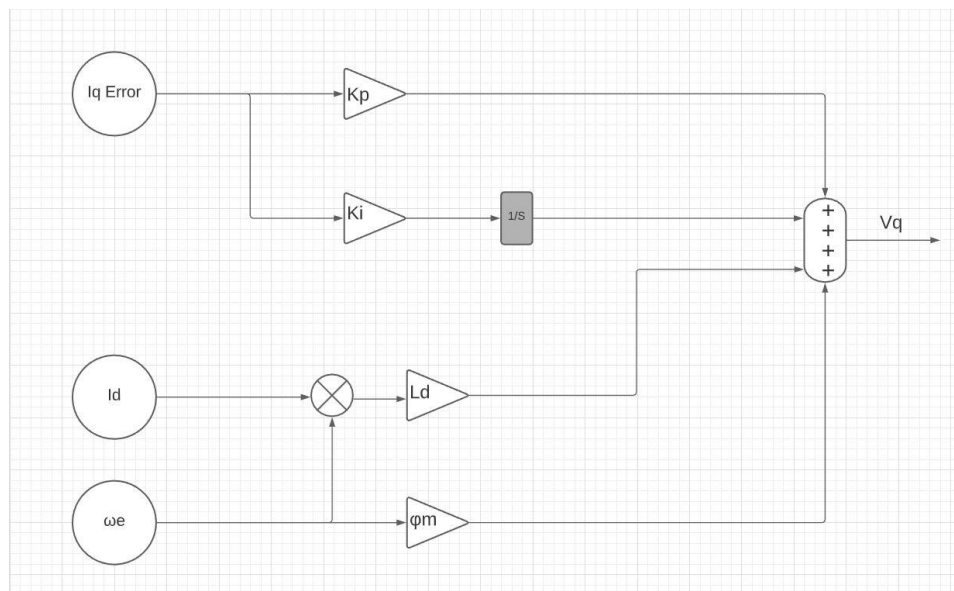 Iq Error
Kp
Ki
1/S
+
+
+
+
Vq
Id
Ld
ωe
φm